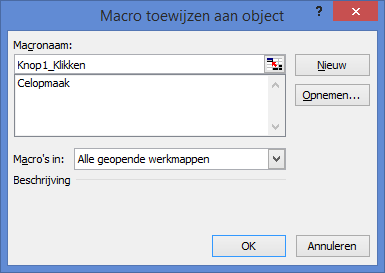 Macro toewijzen aan object
?
Macronaam:
Knop1_Klikken
Nieuw
Celopmaak
Opnemen...
Macro's in:
Alle geopende werkmappen
Beschrijving
OK
Annuleren